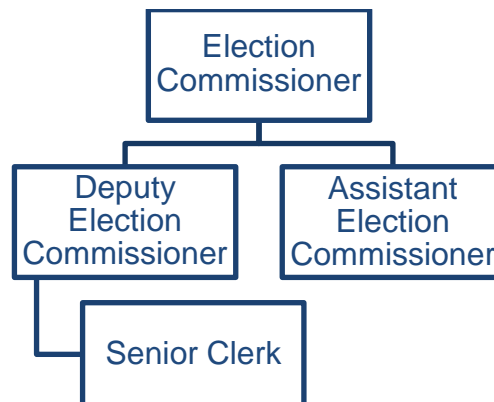 Election
Commissioner
Deputy
Election
Commissioner
Assistant
Election
Commissioner
Senior Clerk